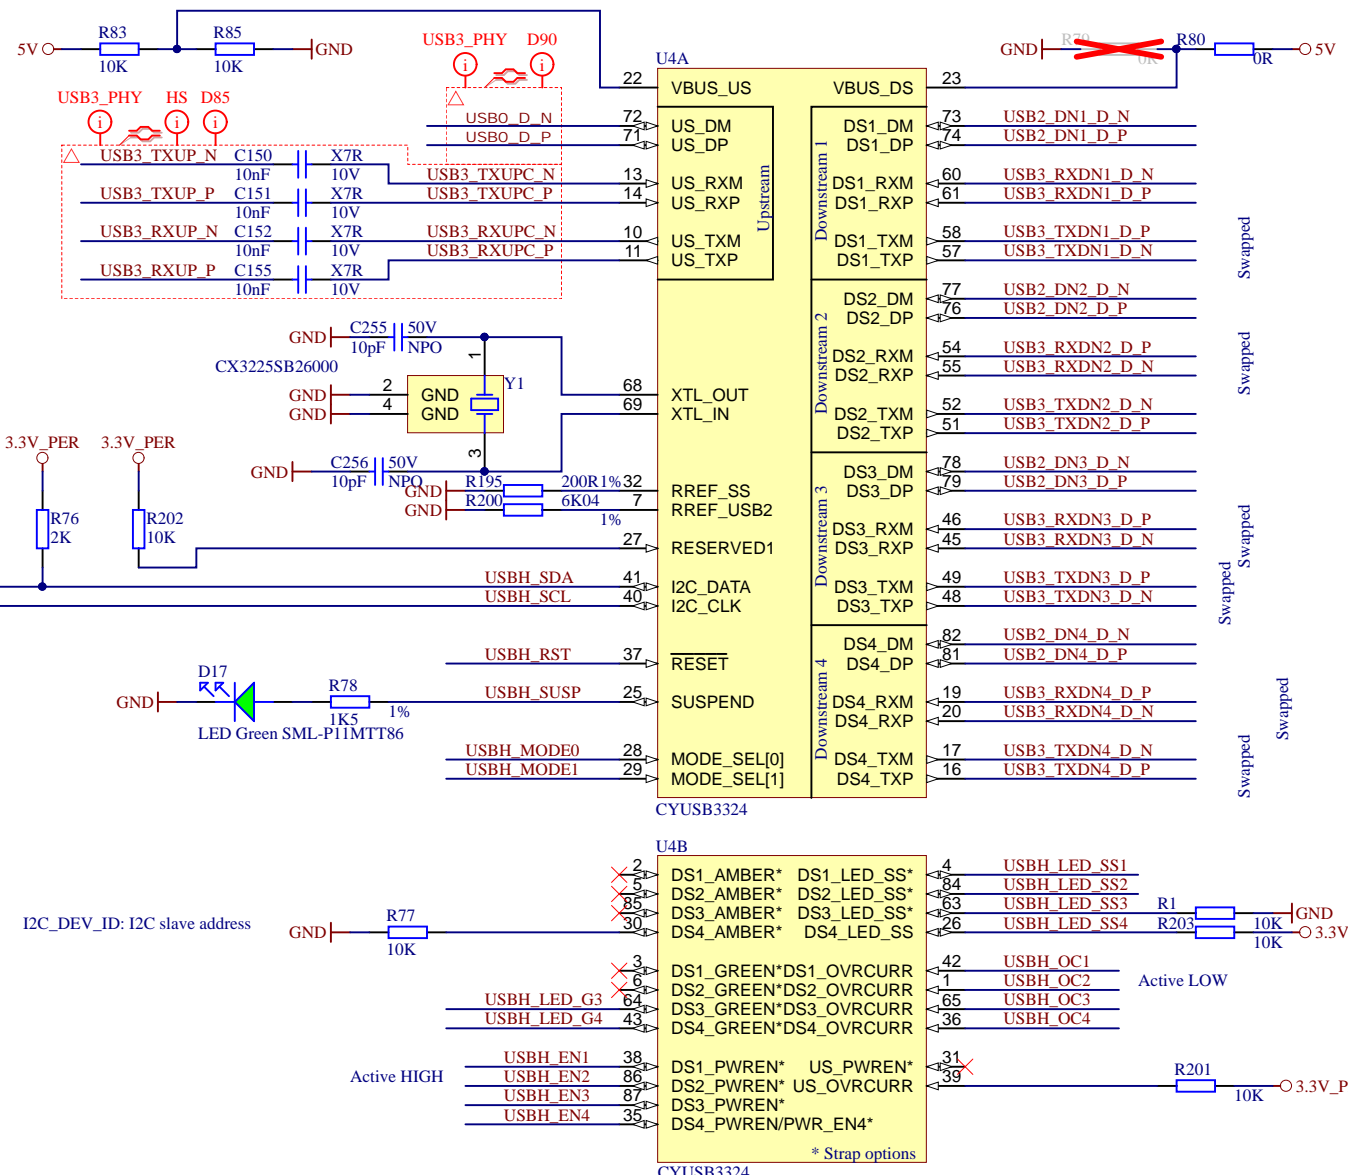 5V
R83
10K
R85
10K
GND
USB3_PHY
D90
USB3_PHY
HS
D85
i
i
i
i
i
USB0_D_N
USB0_D_P
USB3_TXUP_N
C150
10nF
X7R
10V
USB3_TXUPC_N
USB3_TXUP_P
C151
10nF
X7R
10V
USB3_TXUPC_P
USB3_RXUP_N
C152
10nF
X7R
10V
USB3_RXUPC_N
USB3_RXUP_P
C155
10nF
X7R
10V
USB3_RXUPC_P
GND
C255
10pF
50V
NPO
CX3225SB26000
GND
GND
2
4
GND
GND
1
3
Y1
GND
C256
10pF
50V
NPO
GND
R195
200R1%
GND
R200
6K04
1%
3.3V_PER
3.3V_PER
R76
2K
R202
10K
USBH_SDA
USBH_SCL
USBH_RST
GND
D17
R78
1K5
1%
USBH_SUSP
LED Green SML-P11MTT86
USBH_MODE0
USBH_MODE1
U4A
22
VBUS_US
72
US_DM
71
US_DP
13
US_RXM
14
US_RXP
10
US_TXM
11
US_TXP
Upstream
68
XTL_OUT
69
XTL_IN
32
RREF_SS
7
RREF_USB2
27
RESERVED1
41
I2C_DATA
40
I2C_CLK
37
RESET
25
SUSPEND
28
MODE_SEL[0]
29
MODE_SEL[1]
CYUSB3324
GND
R79
0R
R80
0R
5V
VBUS_DS
23
Downstream 1
DS1_DM
73
USB2_DN1_D_N
DS1_DP
74
USB2_DN1_D_P
DS1_RXM
60
USB3_RXDN1_D_N
DS1_RXP
61
USB3_RXDN1_D_P
DS1_TXM
58
USB3_TXDN1_D_P
DS1_TXP
57
USB3_TXDN1_D_N
Swapped
Downstream 2
DS2_DM
77
USB2_DN2_D_N
DS2_DP
76
USB2_DN2_D_P
DS2_RXM
54
USB3_RXDN2_D_P
DS2_RXP
55
USB3_RXDN2_D_N
Swapped
DS2_TXM
52
USB3_TXDN2_D_N
DS2_TXP
51
USB3_TXDN2_D_P
Downstream 3
DS3_DM
78
USB2_DN3_D_N
DS3_DP
79
USB2_DN3_D_P
DS3_RXM
46
USB3_RXDN3_D_P
DS3_RXP
45
USB3_RXDN3_D_N
Swapped
DS3_TXM
49
USB3_TXDN3_D_P
DS3_TXP
48
USB3_TXDN3_D_N
Swapped
Downstream 4
DS4_DM
82
USB2_DN4_D_N
DS4_DP
81
USB2_DN4_D_P
DS4_RXM
19
USB3_RXDN4_D_P
DS4_RXP
20
USB3_RXDN4_D_N
Swapped
DS4_TXM
17
USB3_TXDN4_D_N
DS4_TXP
16
USB3_TXDN4_D_P
Swapped
U4B
2
DS1_AMBER*
5
DS2_AMBER*
85
DS3_AMBER*
30
DS4_AMBER*
I2C_DEV_ID: I2C slave address
GND
R77
10K
3
DS1_GREEN*
6
DS2_GREEN*
USBH_LED_G3
64
DS3_GREEN*
USBH_LED_G4
43
DS4_GREEN*
Active HIGH
USBH_EN1
38
DS1_PWREN*
USBH_EN2
86
DS2_PWREN*
USBH_EN3
87
DS3_PWREN*
USBH_EN4
35
DS4_PWREN/PWR_EN4*
DS1_LED_SS*
4
USBH_LED_SS1
DS2_LED_SS*
84
USBH_LED_SS2
DS3_LED_SS*
63
USBH_LED_SS3
R1
10K
GND
DS4_LED_SS
26
USBH_LED_SS4
R203
10K
3.3V
DS1_OVRCURR
42
USBH_OC1
DS2_OVRCURR
1
USBH_OC2
DS3_OVRCURR
65
USBH_OC3
DS4_OVRCURR
36
USBH_OC4
Active LOW
US_PWREN*
31
US_OVRCURR
39
R201
10K
3.3V_P
* Strap options
CYUSB3324